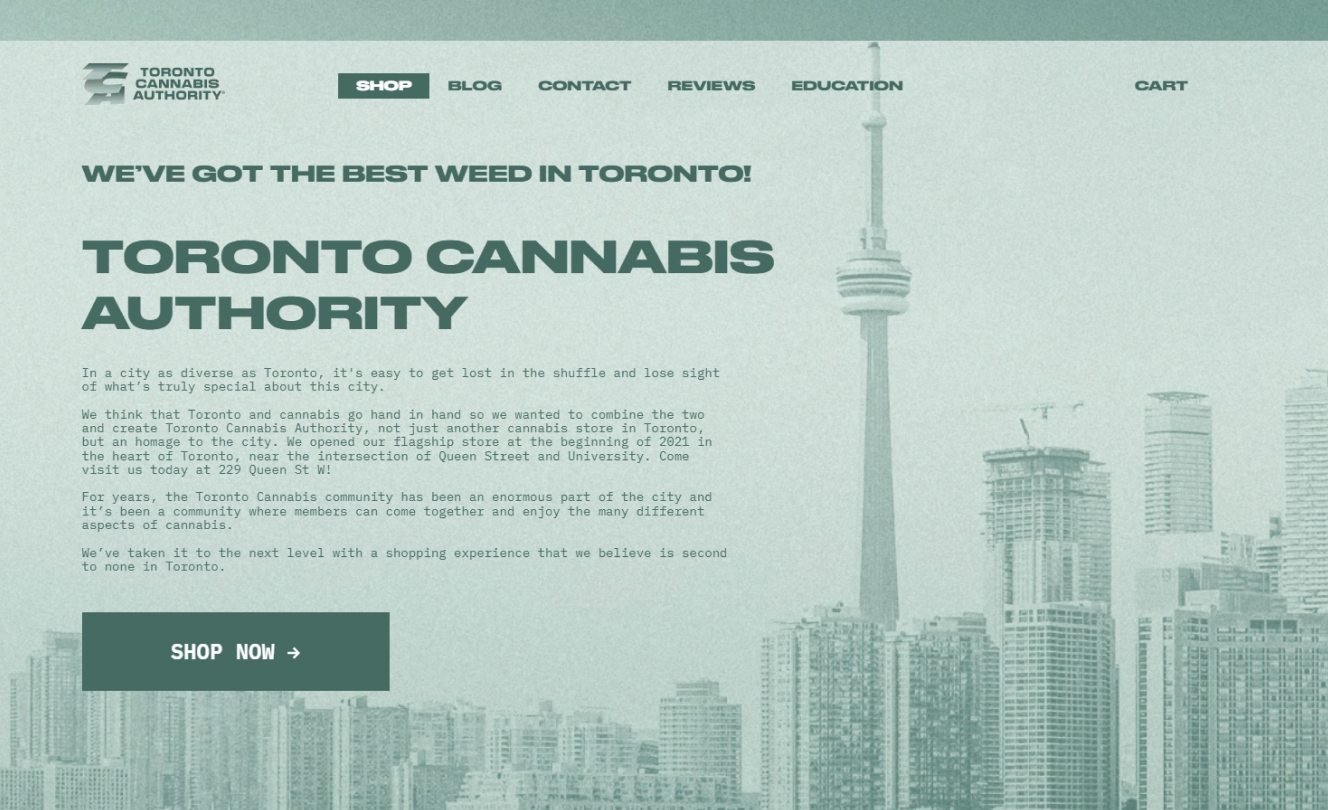 TORONTO
CANNABIS
AUTHORITY
SHOP
BLOG
CONTACT
REVIEWS
EDUCATION
CART
WE’VE GOT THE BEST WEED IN TORONTO!
TORONTO CANNABIS
AUTHORITY
In a city as diverse as Toronto, it's easy to get lost in the shuffle and lose sight
of what’s truly special about this city.
We think that Toronto and cannabis go hand in hand so we wanted to combine the two
and create Toronto Cannabis Authority, not just another cannabis store in Toronto,
but an homage to the city. We opened our flagship store at the beginning of 2021 in
the heart of Toronto, near the intersection of Queen Street and University. Come
visit us today at 229 Queen St W!
For years, the Toronto Cannabis community has been an enormous part of the city and
it’s been a community where members can come together and enjoy the many different
aspects of cannabis.
We’ve taken it to the next level with a shopping experience that we believe is second
to none in Toronto.
SHOP NOW →